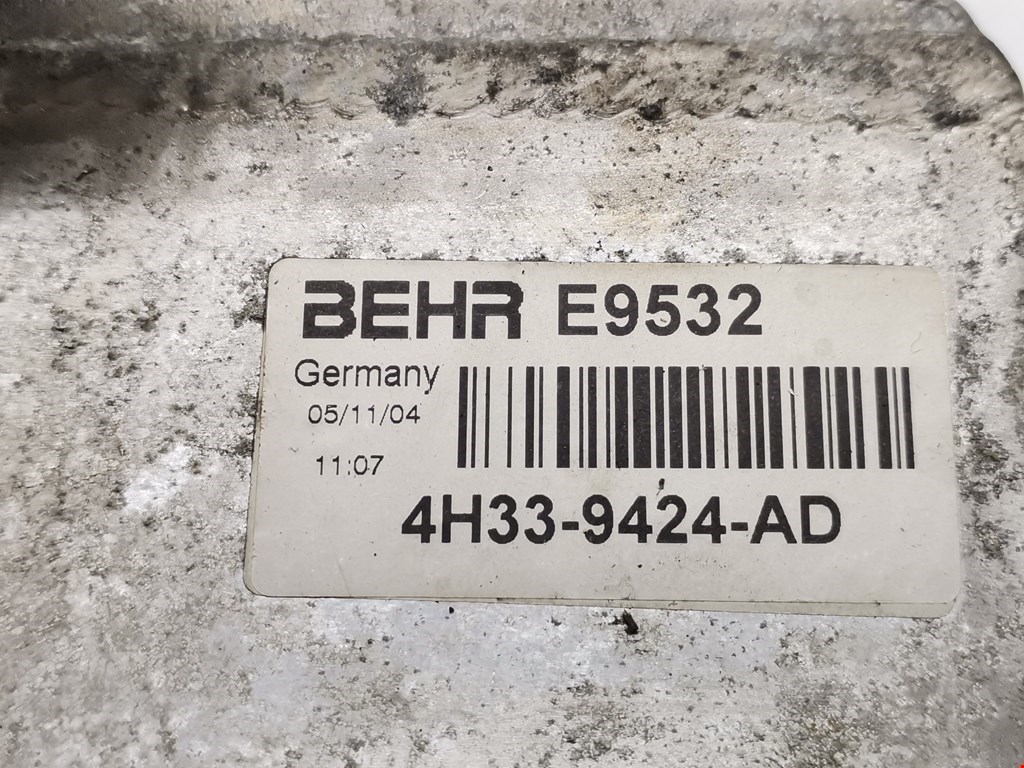 BEHR E9532
Germany
05/11/04
11:07
4H33-9424-AD